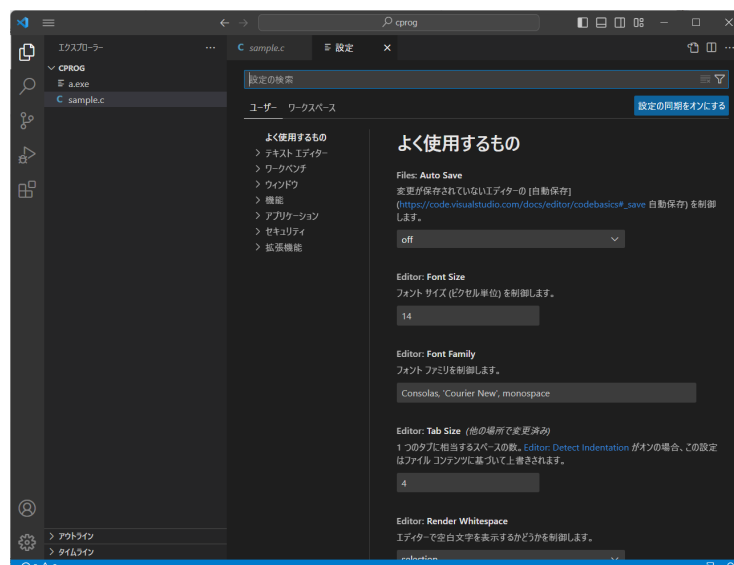 cprog
エクスプローラー
CPROG
a.exe
C sample.c
アウトライン
タイムライン
C sample.c
設定
設定の検索
ユーザー ワークスペース
設定の同期をオンにする
よく使用するもの
テキスト エディター
ワークベンチ
ウィンドウ
機能
アプリケーション
セキュリティ
拡張機能
よく使用するもの
Files: Auto Save
変更が保存されていないエディターの [自動保存]
(https://code.visualstudio.com/docs/editor/codebasics#_save 自動保存) を制御
します。
off
Editor: Font Size
フォント サイズ (ピクセル単位) を制御します。
14
Editor: Font Family
フォント ファミリを制御します。
Consolas, 'Courier New', monospace
Editor: Tab Size (他の場所で変更済み)
1 つのタブに相当するスペースの数。Editor: Detect Indentation がオンの場合、この設定
はファイル コンテンツに基づいて上書きされます。
4
Editor: Render Whitespace
エディターで空白文字を表示するかどうかを制御します。
selection